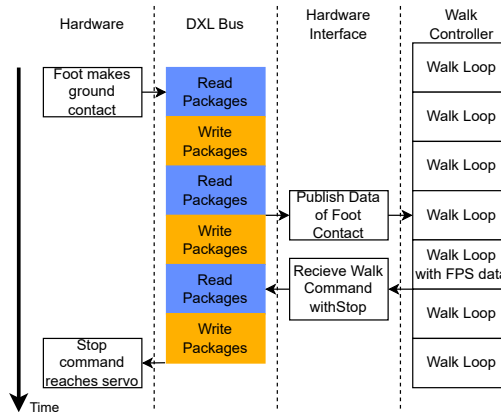 Hardware
DXL Bus
Hardware
Interface
Walk
Controller
Foot makes
ground
contact
Read
Packages
Write
Packages
Read
Packages
Write
Packages
Read
Packages
Write
Packages
Publish Data
of Foot
Contact
Recieve Walk
Command
withStop
Walk Loop
Walk Loop
Walk Loop
Walk Loop
Walk Loop
with FPS data
Walk Loop
Walk Loop
Stop
command
reaches servo
Time